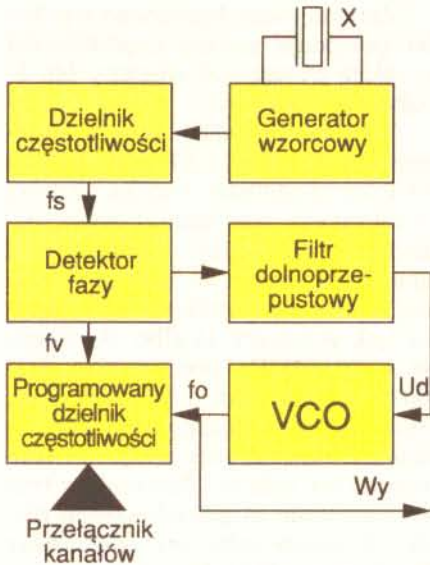 X
Dzielnik
częstotliwości
Generator
wzorcowy
fs
Detektor
fazy
Filtr
dolnoprze-
pustowy
fv
Programowany
dzielnik
częstotliwości
fo
VCO
Ud
Wy
Przełącznik
kanałów